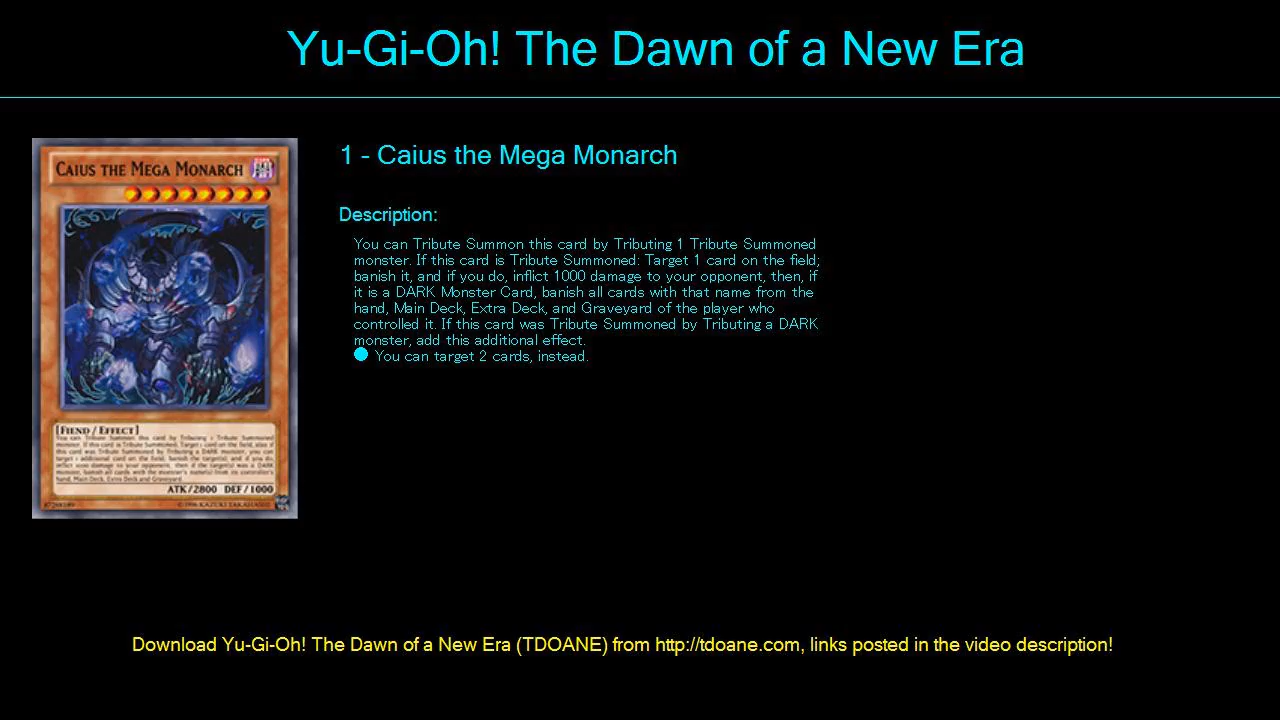 Yu-Gi-Oh! The Dawn of a New Era
CAIUS THE MEGA MONARCH
[FIEND / EFFECT]
ATK/2800 DEF/1000
1 - Caius the Mega Monarch
Description:
You can Tribute Summon this card by Tributing 1 Tribute Summoned
monster. If this card is Tribute Summoned: Target 1 card on the field;
banish it, and if you do, inflict 1000 damage to your opponent, then, if
it is a DARK Monster Card, banish all cards with that name from the
hand, Main Deck, Extra Deck, and Graveyard of the player who
controlled it. If this card was Tribute Summoned by Tributing a DARK
monster, add this additional effect.
● You can target 2 cards, instead.
Download Yu-Gi-Oh! The Dawn of a New Era (TDOANE) from http://tdoane.com, links posted in the video description!